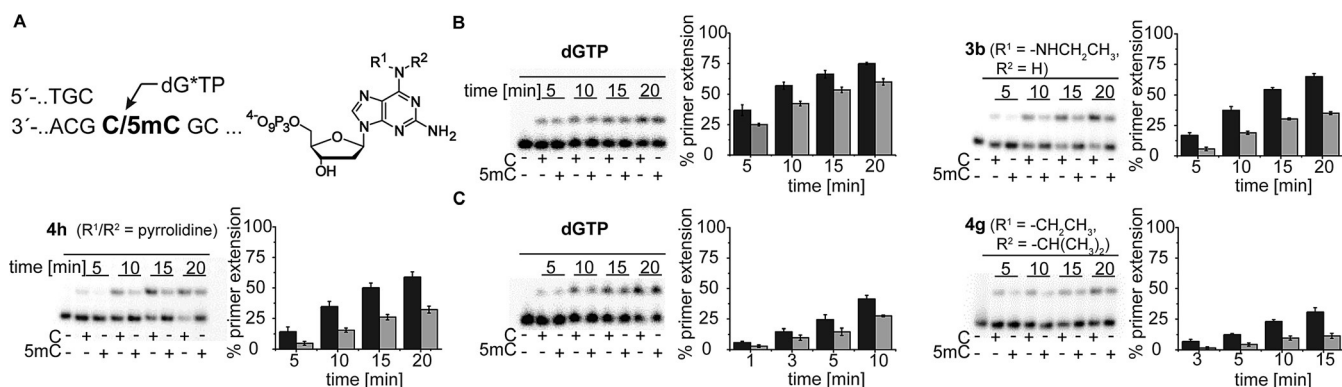 A
5´-..TGC
dG*TP
3´-..ACG C/5mC GC ...
R¹ R²
N
N
N
N
N
NH₂
⁴⁻O₉P₃O
O
OH
B
dGTP
time [min] 5 10 15 20
C - + - + - + - + -
5mC - - + - + - + - +
% primer extension
100
75
50
25
0
5 10 15 20
time [min]
3b (R¹ = -NHCH₂CH₃,
R² = H)
5 10 15 20
C - + - + - + - + -
5mC - - + - + - + - +
% primer extension
100
75
50
25
0
5 10 15 20
time [min]
4h (R¹/R² = pyrrolidine)
time [min] 5 10 15 20
C - + - + - + - + -
5mC - - + - + - + - +
% primer extension
100
75
50
25
0
5 10 15 20
time [min]
C
dGTP
time [min] 5 10 15 20
C - + - + - + - + -
5mC - - + - + - + - +
% primer extension
100
75
50
25
0
1 3 5 10
time [min]
4g (R¹ = -CH₂CH₃,
R² = -CH(CH₃)₂)
5 10 15 20
C - + - + - + - + -
5mC - - + - + - + - +
% primer extension
100
75
50
25
0
3 5 10 15
time [min]